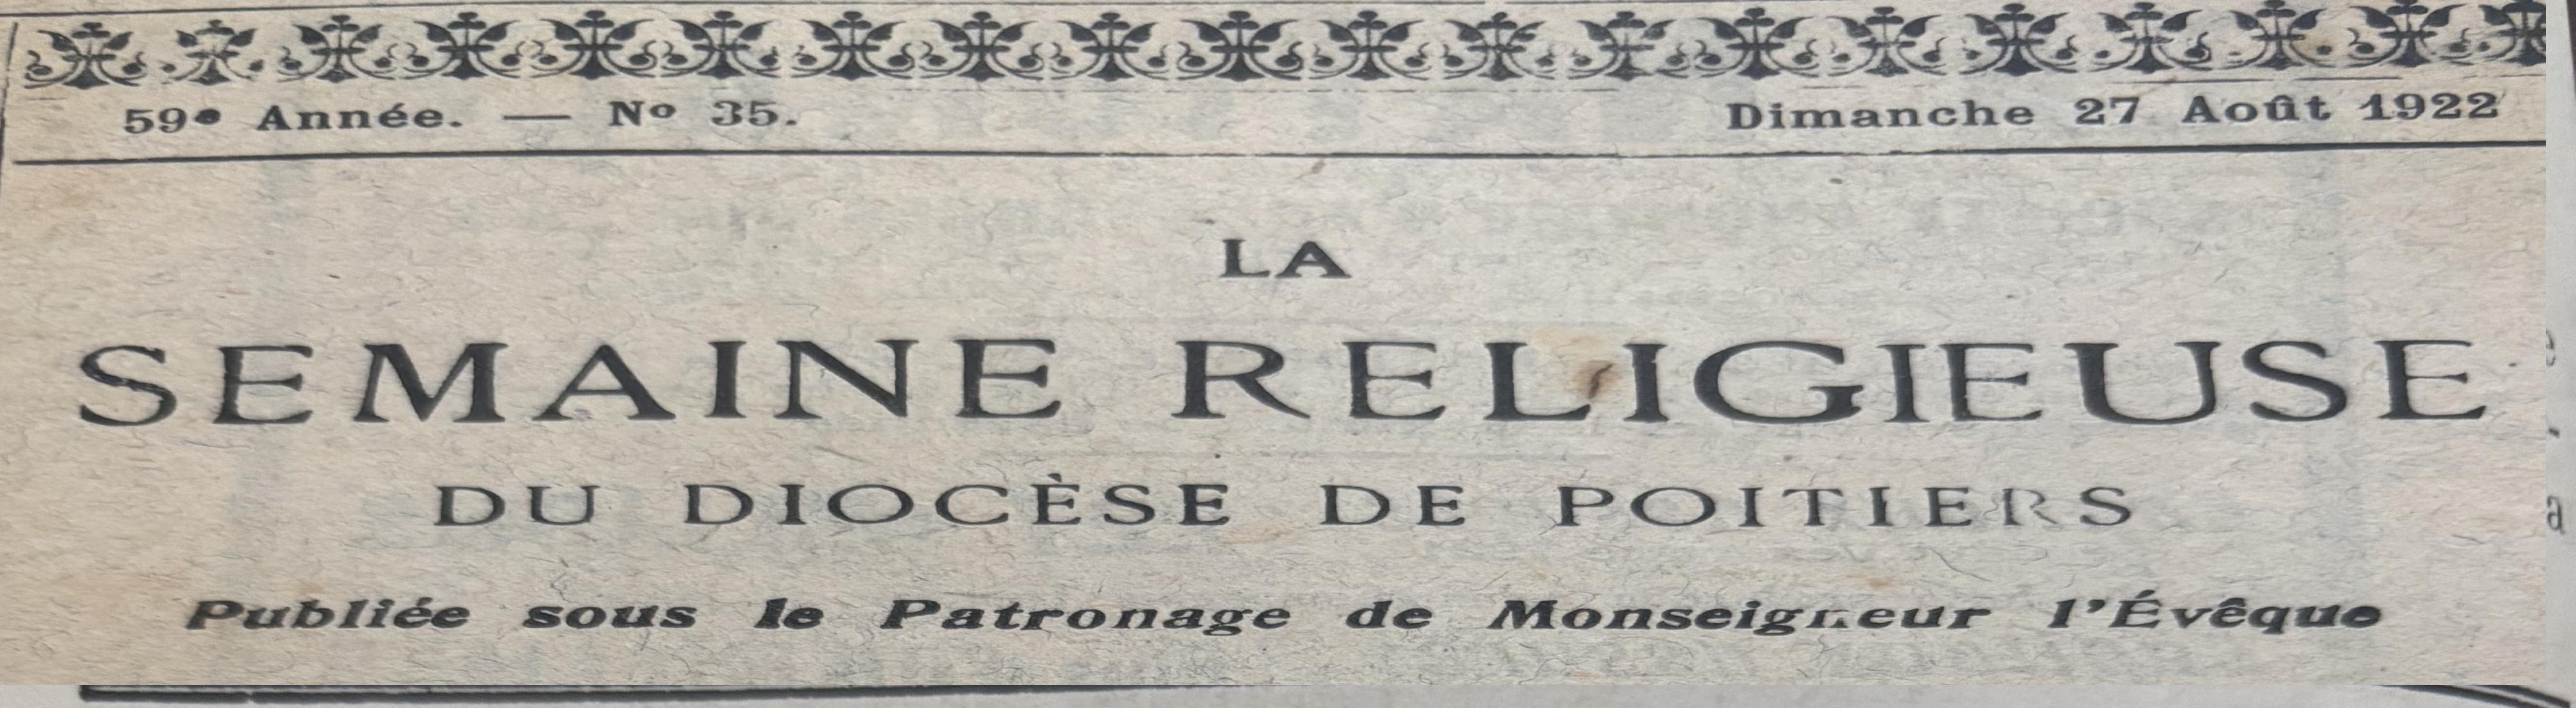 59e Année. — No 35. Dimanche 27 Août 1922
LA
SEMAINE RELIGIEUSE
DU DIOCÈSE DE POITIERS
Publiée sous le Patronage de Monseigneur l'Évêque